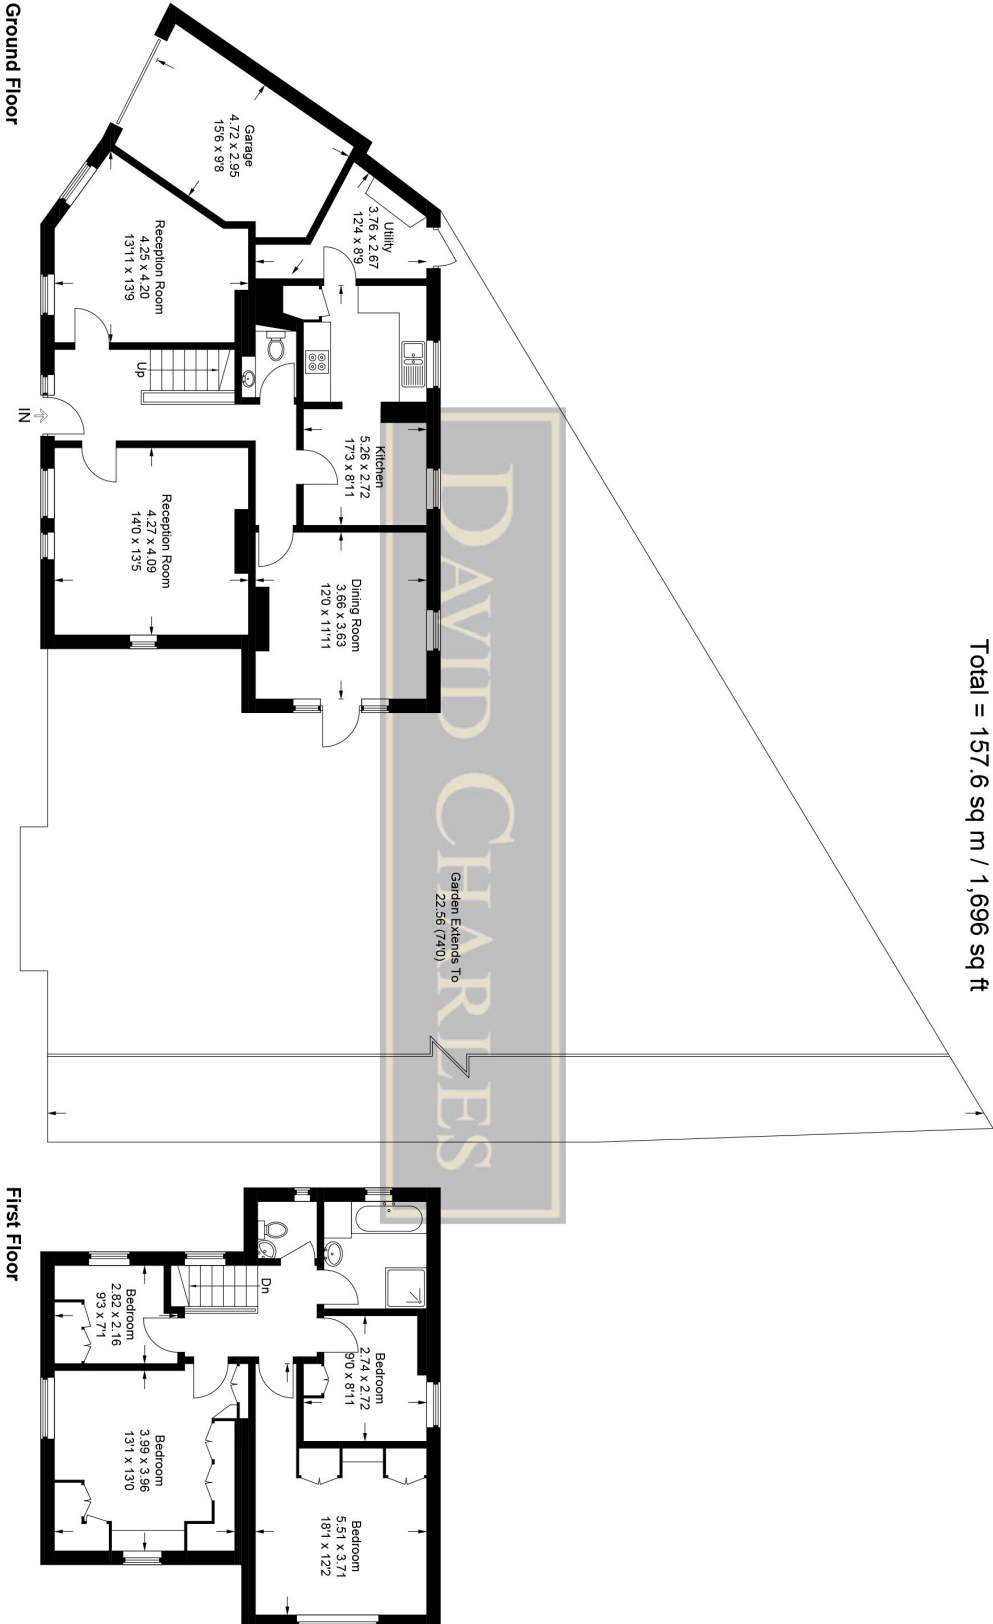 Total = 157.6 sq m / 1,696 sq ft
Garage
4.72 x 2.95
15'6 x 9'8
Utility
3.76 x 2.67
12'4 x 8'9
Reception Room
4.25 x 4.20
13'11 x 13'9
Up
IN
Kitchen
5.26 x 2.72
17'3 x 8'11
Reception Room
4.27 x 4.09
14'0 x 13'5
Dining Room
3.66 x 3.63
12'0 x 11'11
Garden Extends To
22.56 (74'0)
DAVID CHARLES
Ground Floor
Dn
Bedroom
2.82 x 2.16
9'3 x 7'1
Bedroom
2.74 x 2.72
9'0 x 8'11
Bedroom
3.99 x 3.96
13'1 x 13'0
Bedroom
5.51 x 3.71
18'1 x 12'2
First Floor